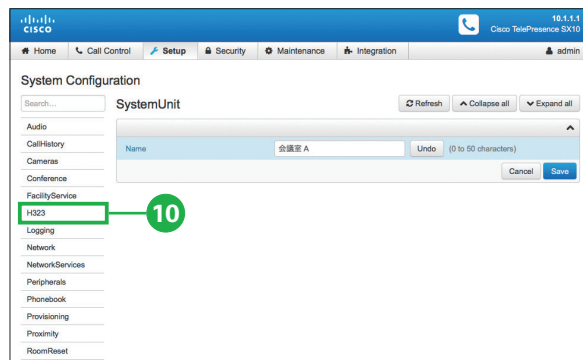 CISCO
10.1.1.1
Cisco TelePresence SX10
Home Call Control Setup Security Maintenance Integration admin
System Configuration
Search...
SystemUnit
Refresh Collapse all Expand all
Audio
CallHistory
Name 会議室 A Undo (0 to 50 characters)
Cameras
Cancel Save
Conference
FacilityService
H323
10
Logging
Network
NetworkServices
Peripherals
Phonebook
Provisioning
Proximity
RoomReset